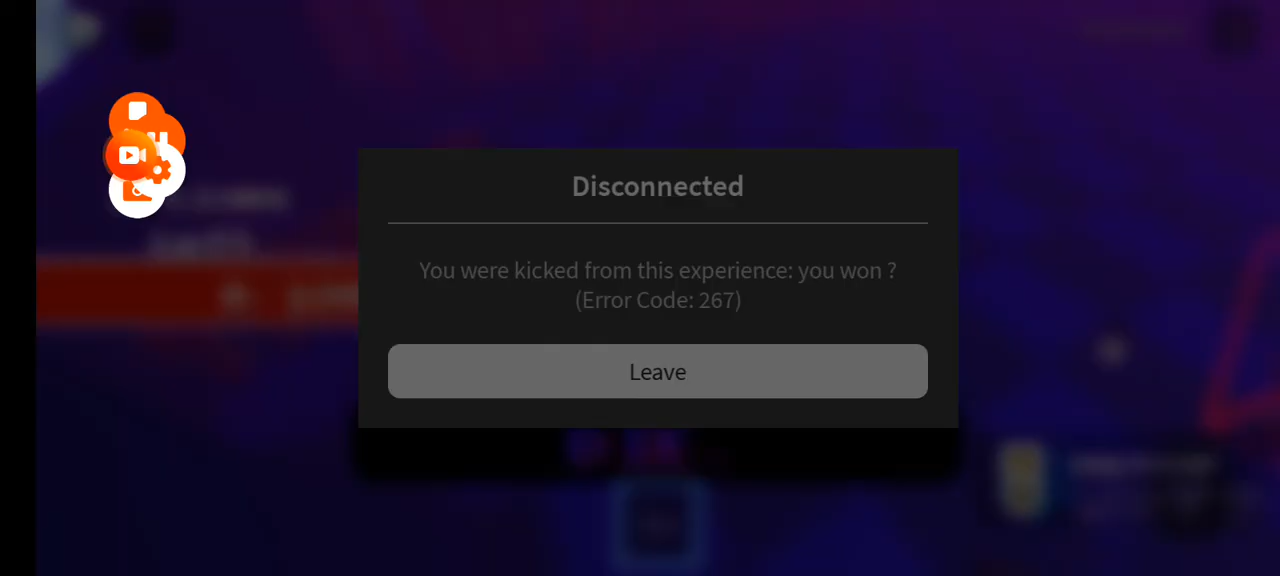 Disconnected
You were kicked from this experience: you won ?
(Error Code: 267)
Leave